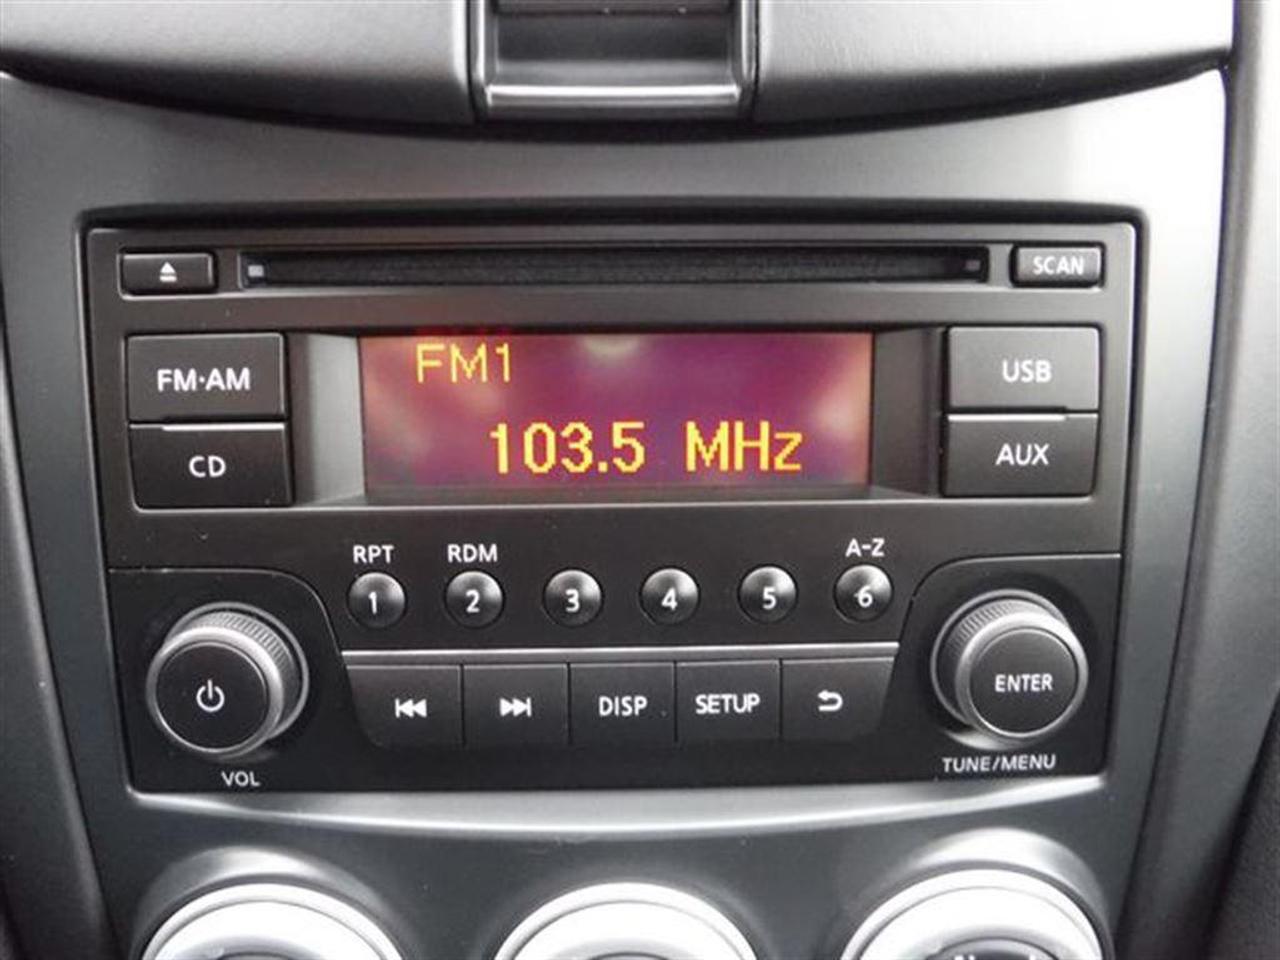 SCAN
FM·AM
CD
FM1
103.5 MHz
USB
AUX
RPT
RDM
A-Z
1
2
3
4
5
6
DISP
SETUP
ENTER
VOL
TUNE/MENU